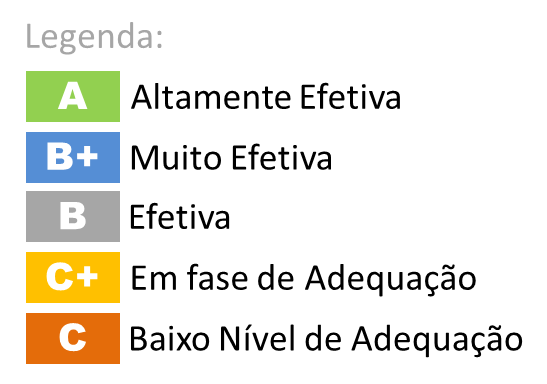 Legenda:
A Altamente Efetiva
B+ Muito Efetiva
B Efetiva
C+ Em fase de Adequação
C Baixo Nível de Adequação